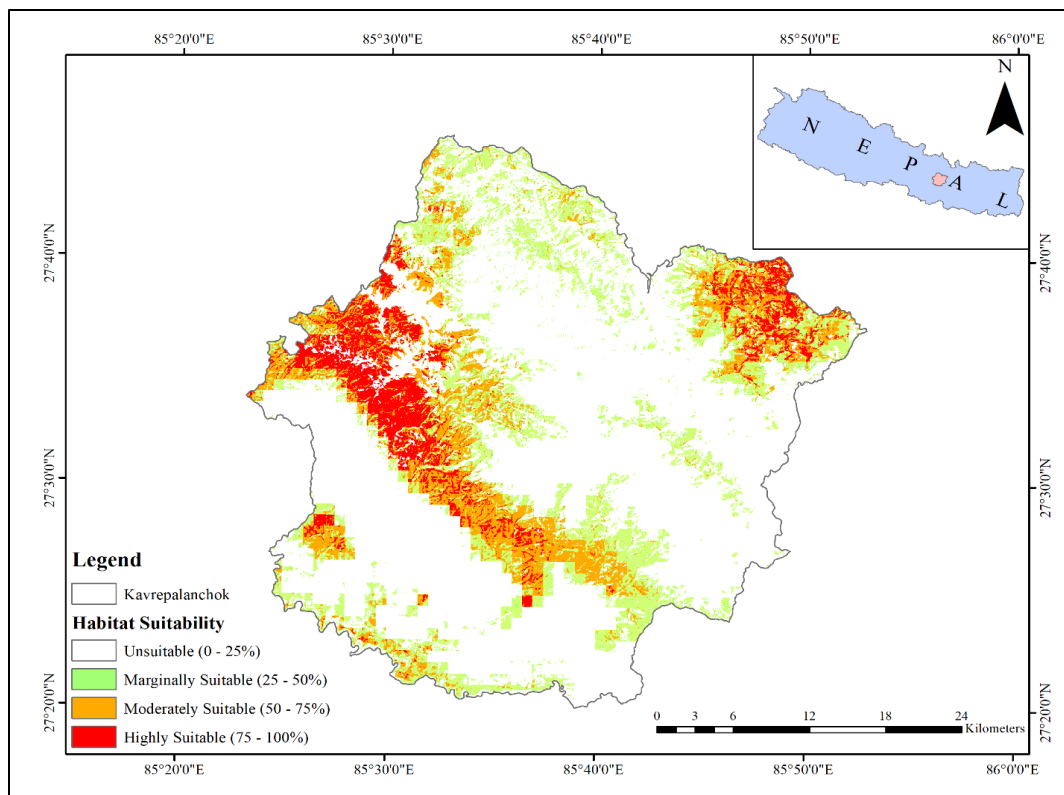 85°20'0"E 85°30'0"E 85°40'0"E 85°50'0"E 86°0'0"E
N
N E P A L
27°40'0"N 27°40'0"N
27°30'0"N 27°30'0"N
27°20'0"N 27°20'0"N
Legend
Kavrepalanchok
Habitat Suitability
Unsuitable (0 - 25%)
Marginally Suitable (25 - 50%)
Moderately Suitable (50 - 75%)
Highly Suitable (75 - 100%)
0 3 6 12 18 24
Kilometers
85°20'0"E 85°30'0"E 85°40'0"E 85°50'0"E 86°0'0"E